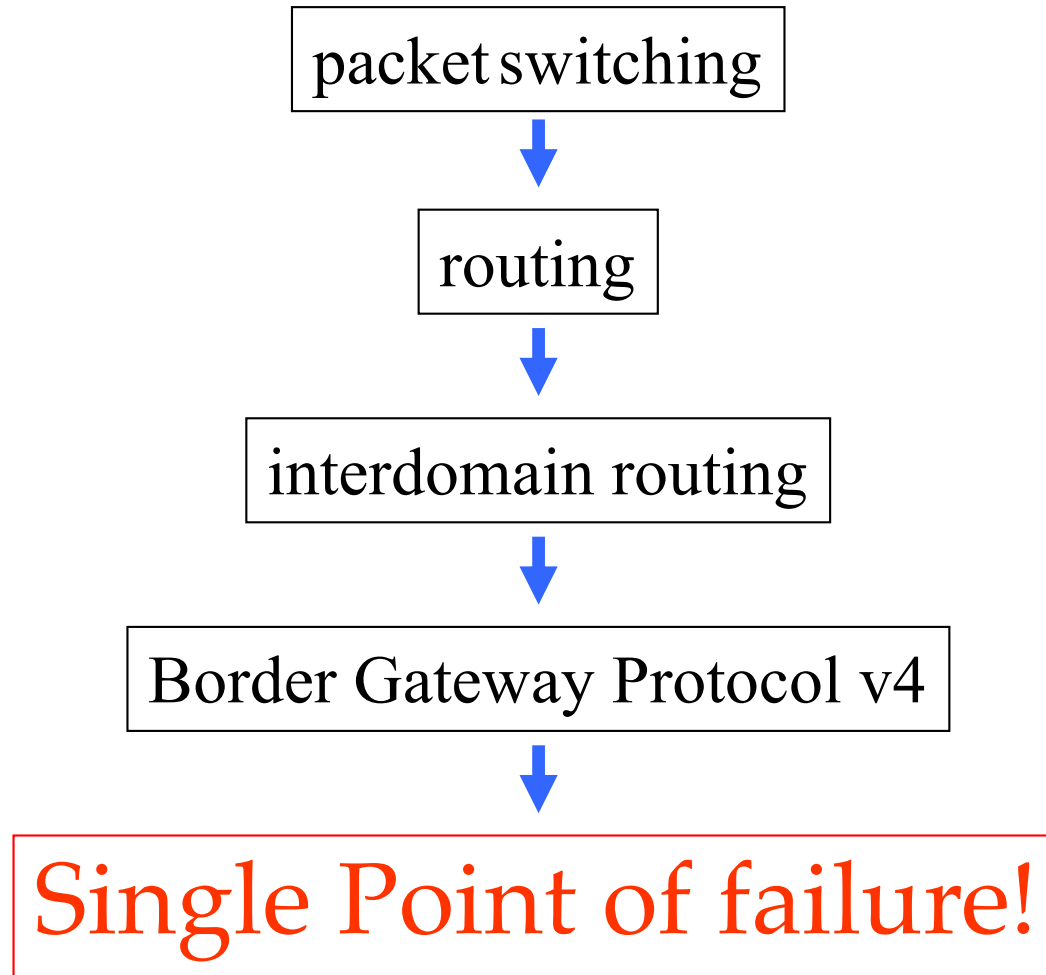 packet switching
routing
interdomain routing
Border Gateway Protocol v4
Single Point of failure!